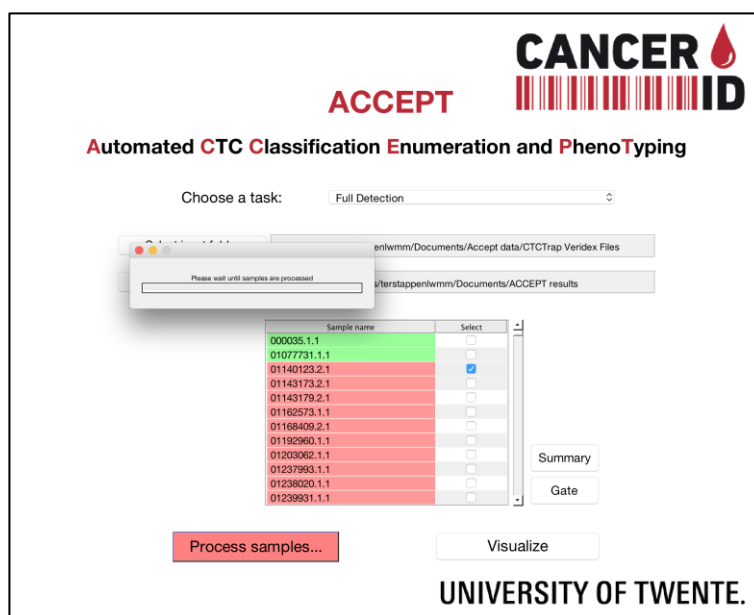 CANCER
ID
ACCEPT
Automated CTC Classification Enumeration and PhenoTyping
Choose a task: Full Detection
enlwmm/Documents/Accept data/CTCTrap Veridex Files
Please wait until samples are processed
s/terstappenlwmm/Documents/ACCEPT results
Sample name Select
000035.1.1
01077731.1.1
01140123.2.1
01143173.2.1
01143179.2.1
01162573.1.1
01168409.2.1
01192960.1.1
01203062.1.1
01237993.1.1
01238020.1.1
01239931.1.1
Summary
Gate
Process samples... Visualize
UNIVERSITY OF TWENTE.